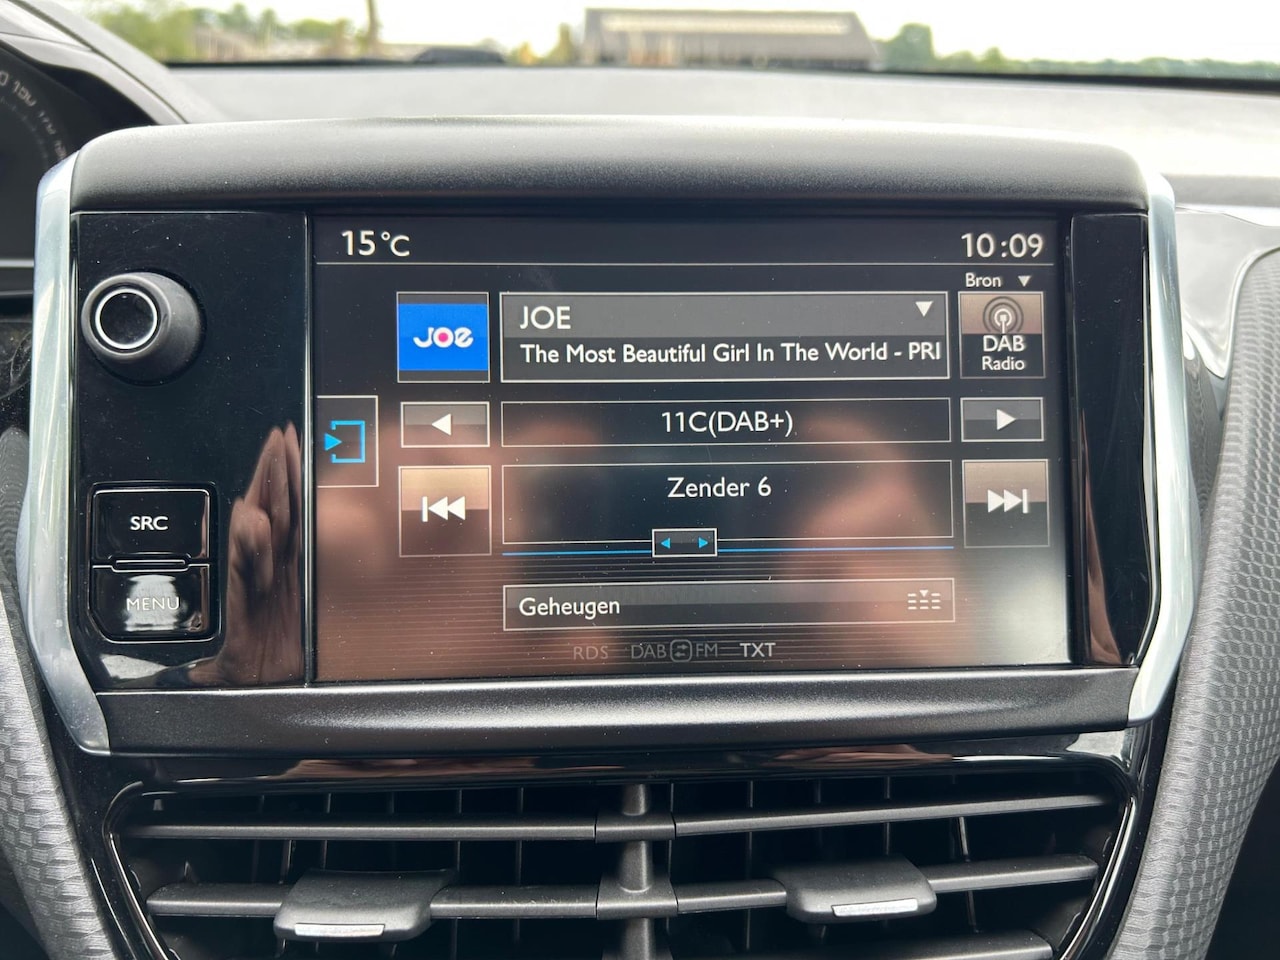 15°C
10:09
Bron
JOE
JOE
The Most Beautiful Girl In The World - PRI
DAB
Radio
11C(DAB+)
Zender 6
SRC
MENU
Geheugen
RDS DAB FM TXT